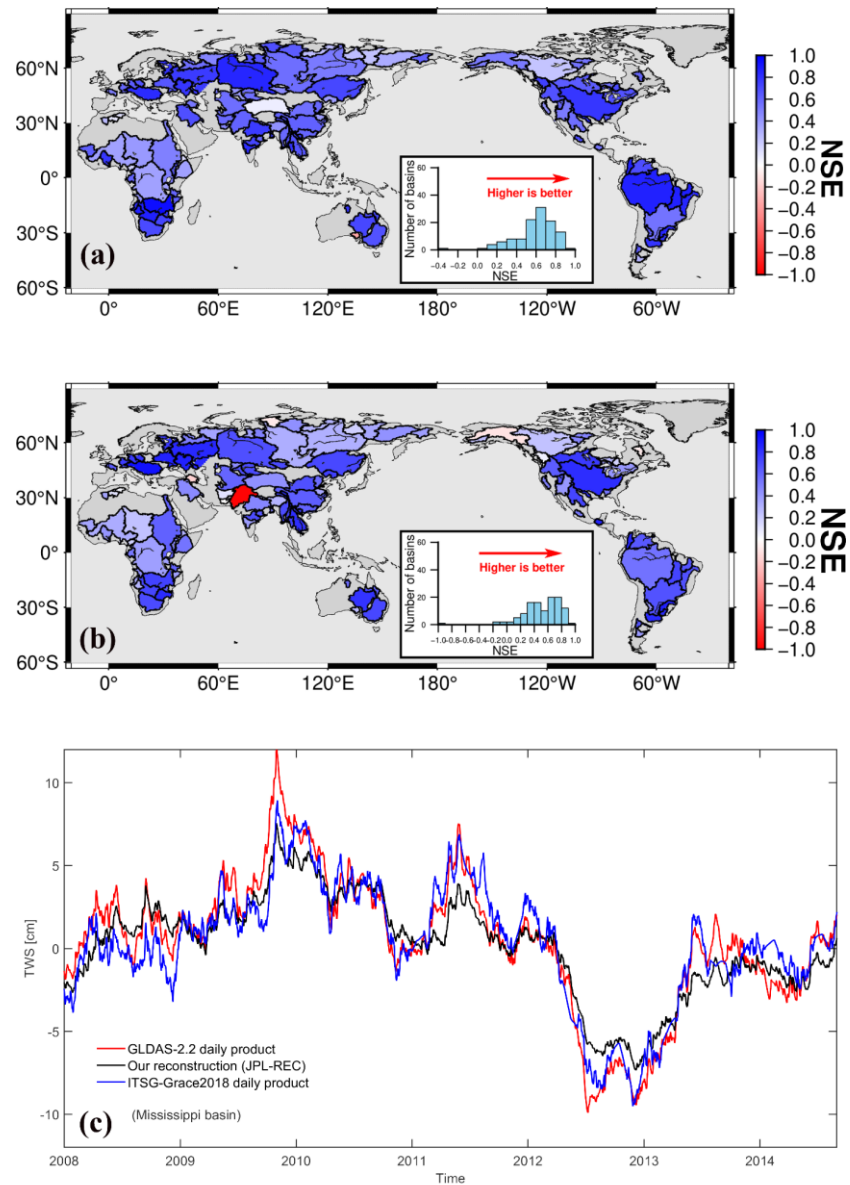 60°N
30°N
0°
30°S
60°S
(a)
0°
60°E
120°E
180°
120°W
60°W
Number of basins
60
40
20
0
Higher is better
-0.4 -0.2 0.0 0.2 0.4 0.6 0.8 1.0
NSE
1.0
0.8
0.6
0.4
0.2
0.0
−0.2
−0.4
−0.6
−0.8
−1.0
NSE
60°N
30°N
0°
30°S
60°S
(b)
0°
60°E
120°E
180°
120°W
60°W
Number of basins
60
40
20
0
Higher is better
-1.0 -0.8 -0.6 -0.4 -0.2 0.0 0.2 0.4 0.6 0.8 1.0
NSE
1.0
0.8
0.6
0.4
0.2
0.0
−0.2
−0.4
−0.6
−0.8
−1.0
NSE
TWS [cm]
10
5
0
-5
-10
GLDAS-2.2 daily product
Our reconstruction (JPL-REC)
ITSG-Grace2018 daily product
(c)
(Mississippi basin)
2008 2009 2010 2011 2012 2013 2014
Time